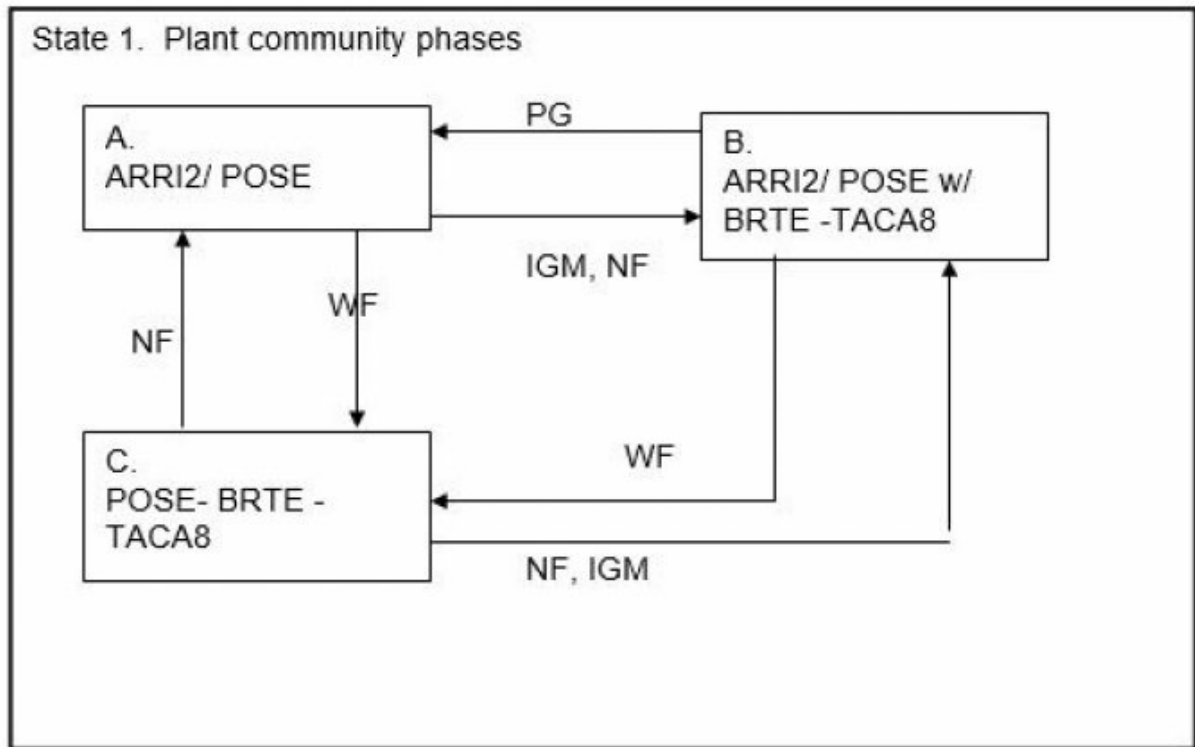 State 1.  Plant community phases
PG
A.
ARRI2/ POSE
B.
ARRI2/ POSE w/
BRTE -TACA8
IGM, NF
WF
NF
C.
POSE- BRTE -
TACA8
WF
NF, IGM